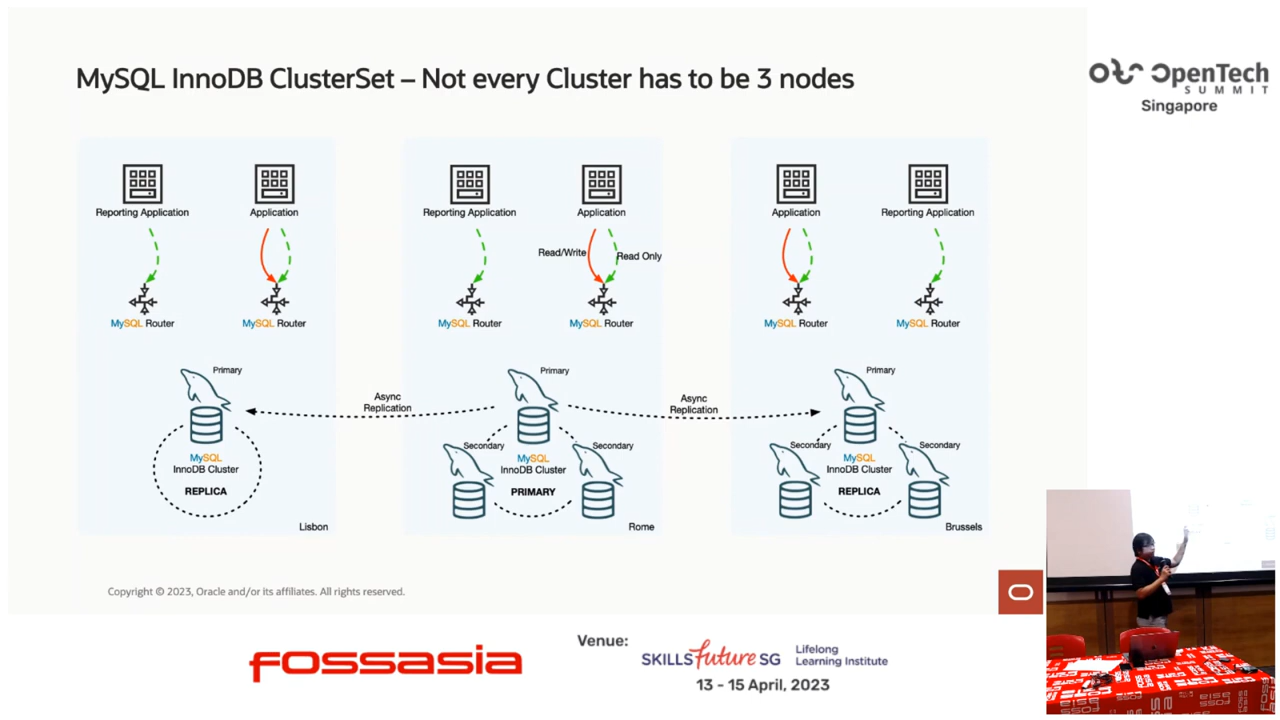 MySQL InnoDB ClusterSet – Not every Cluster has to be 3 nodes
OpenTech
SUMMIT
Singapore
Reporting Application
Application
MySQL Router
MySQL Router
Reporting Application
Application
Read/Write
Read Only
MySQL Router
MySQL Router
Application
Reporting Application
MySQL Router
MySQL Router
Primary
MySQL
InnoDB Cluster
REPLICA
Lisbon
Async
Replication
Primary
Secondary
Secondary
MySQL
InnoDB Cluster
PRIMARY
Rome
Async
Replication
Primary
Secondary
Secondary
MySQL
InnoDB Cluster
REPLICA
Brussels
Copyright © 2023, Oracle and/or its affiliates. All rights reserved.
FOSSASIA
Venue:
SKILLS future SG
Lifelong
Learning Institute
13 - 15 April, 2023